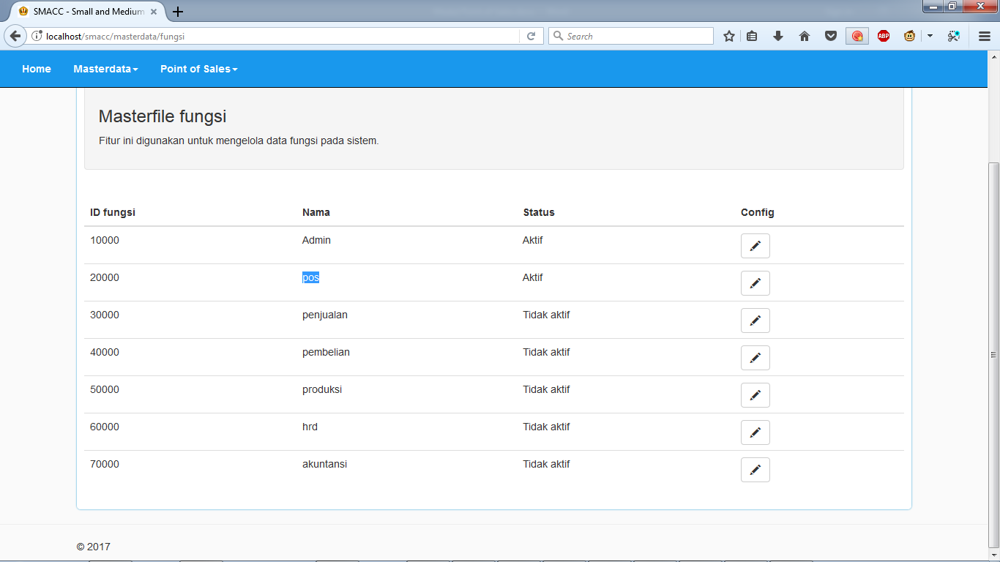 SMACC - Small and Medium
localhost/smacc/masterdata/fungsi
Search
ABP
Home Masterdata Point of Sales
Masterfile fungsi
Fitur ini digunakan untuk mengelola data fungsi pada sistem.
ID fungsi Nama Status Config
10000 Admin Aktif
20000 pos Aktif
30000 penjualan Tidak aktif
40000 pembelian Tidak aktif
50000 produksi Tidak aktif
60000 hrd Tidak aktif
70000 akuntansi Tidak aktif
© 2017